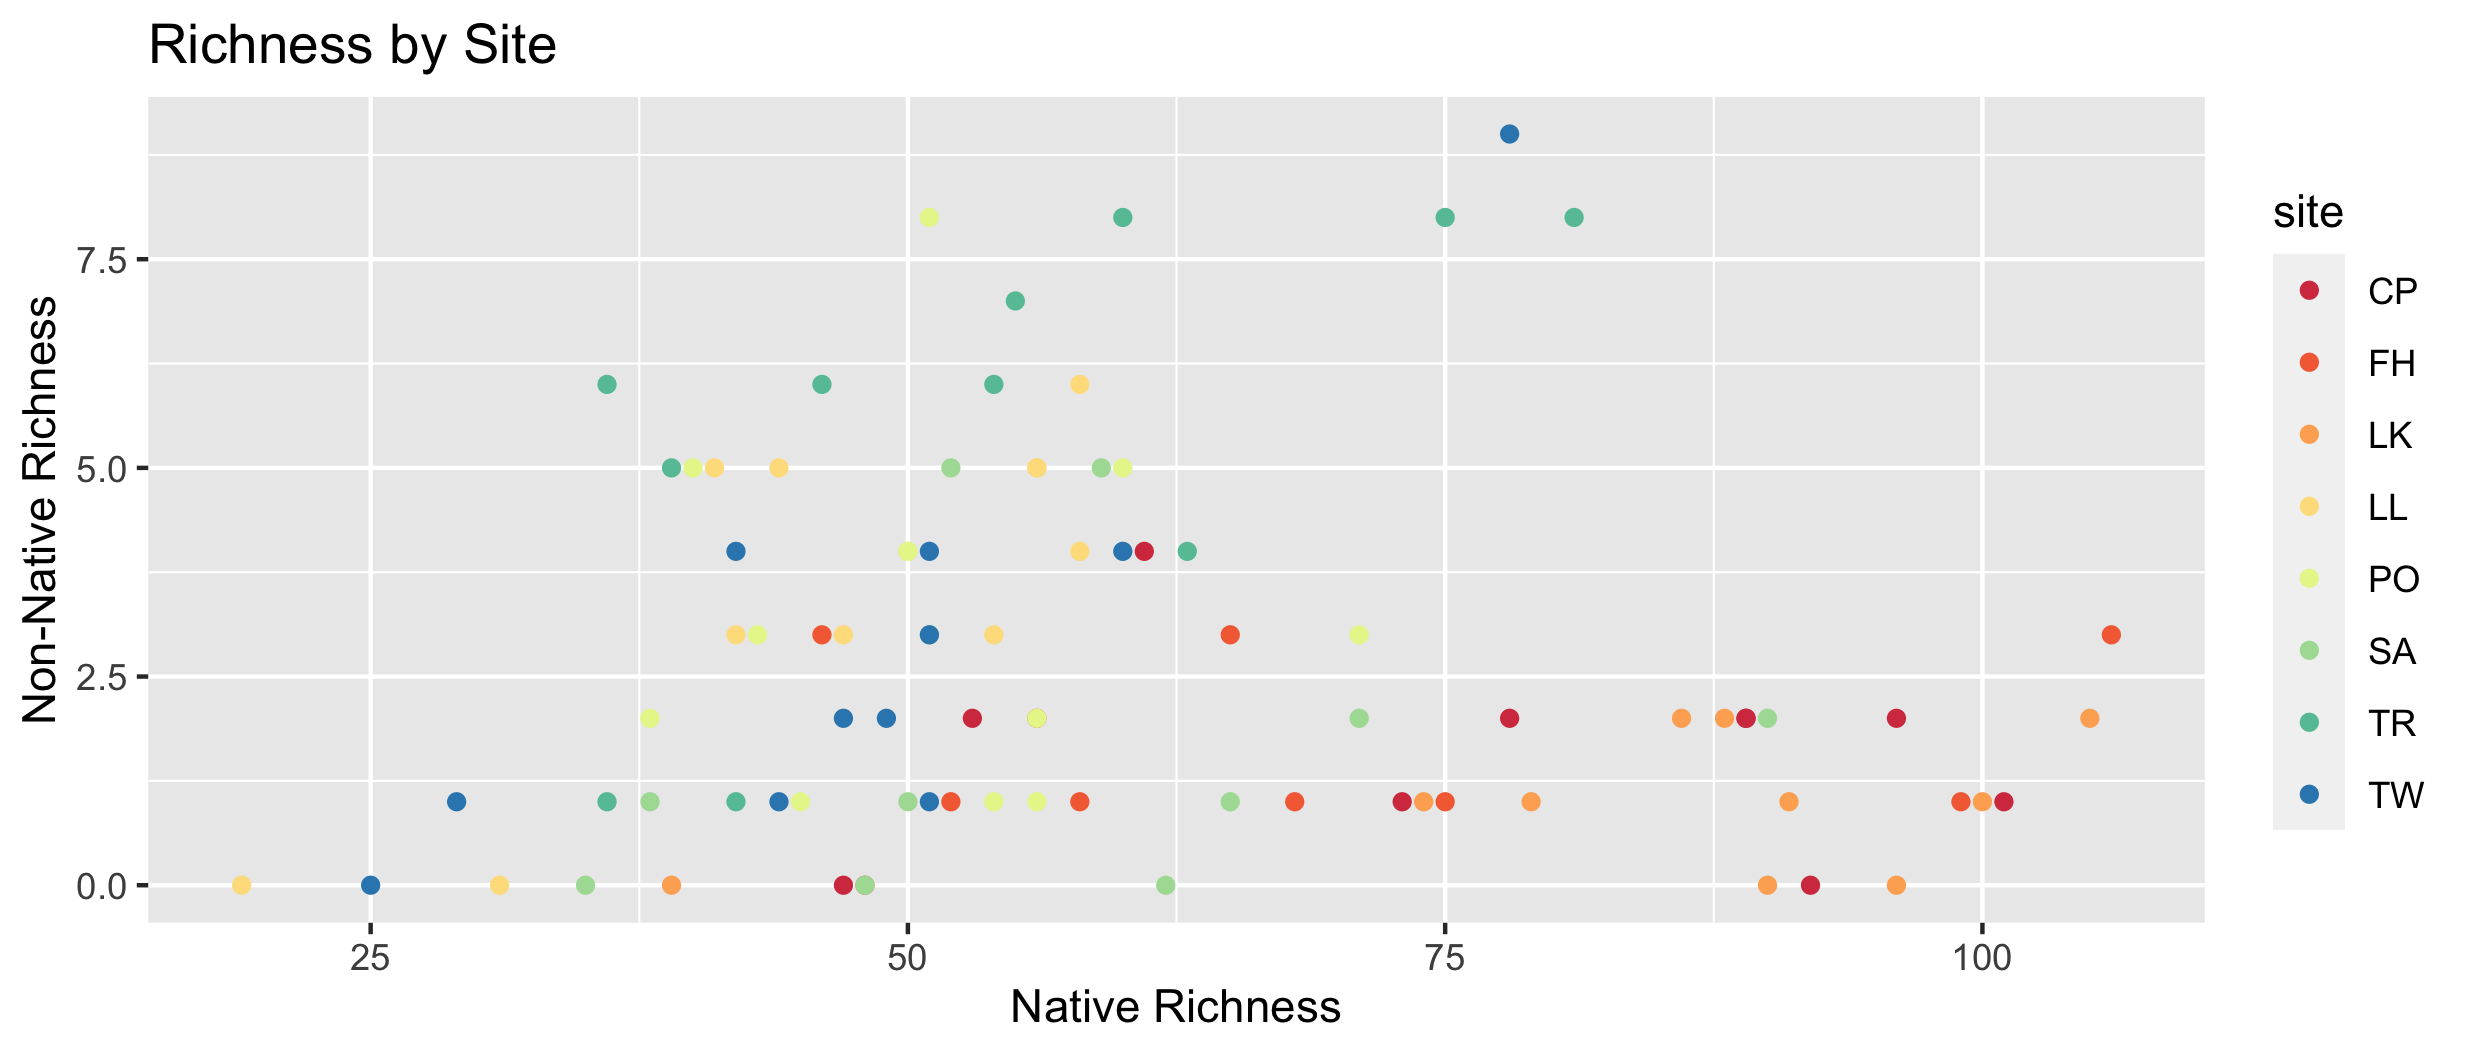 Richness by Site
Non-Native Richness
7.5
5.0
2.5
0.0
25 50 75 100
Native Richness
site
CP
FH
LK
LL
PO
SA
TR
TW